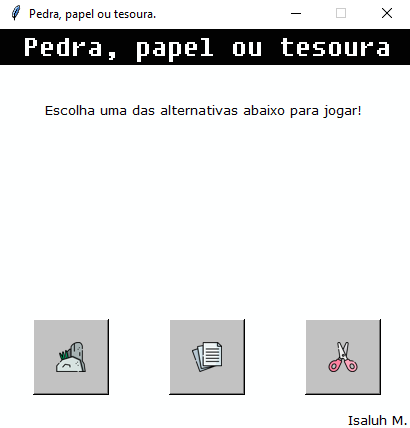 Pedra, papel ou tesoura.
Pedra, papel ou tesoura
Escolha uma das alternativas abaixo para jogar!
Isaluh M.